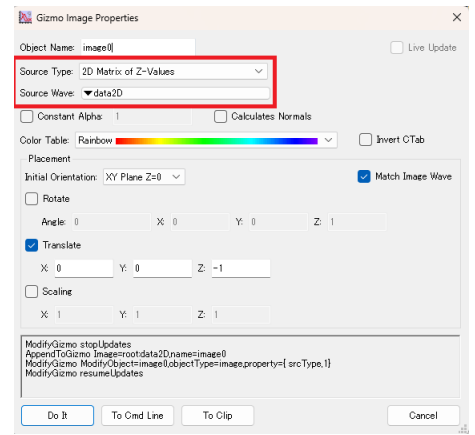 Gizmo Image Properties
Object Name: image0
Live Update
Source Type: 2D Matrix of Z-Values
Source Wave: ▼data2D
Constant Alpha: 1
Calculates Normals
Color Table: Rainbow
Invert CTab
Placement
Initial Orientation: XY Plane Z=0
Match Image Wave
Rotate
Angle: 0 X: 0 Y: 0 Z: 1
Translate
X: 0 Y: 0 Z: -1
Scaling
X: 1 Y: 1 Z: 1
ModifyGizmo stopUpdates
AppendToGizmo Image=root:data2D,name=image0
ModifyGizmo ModifyObject=image0,objectType=image,property={ srcType,1}
ModifyGizmo resumeUpdates
Do It To Cmd Line To Clip Cancel